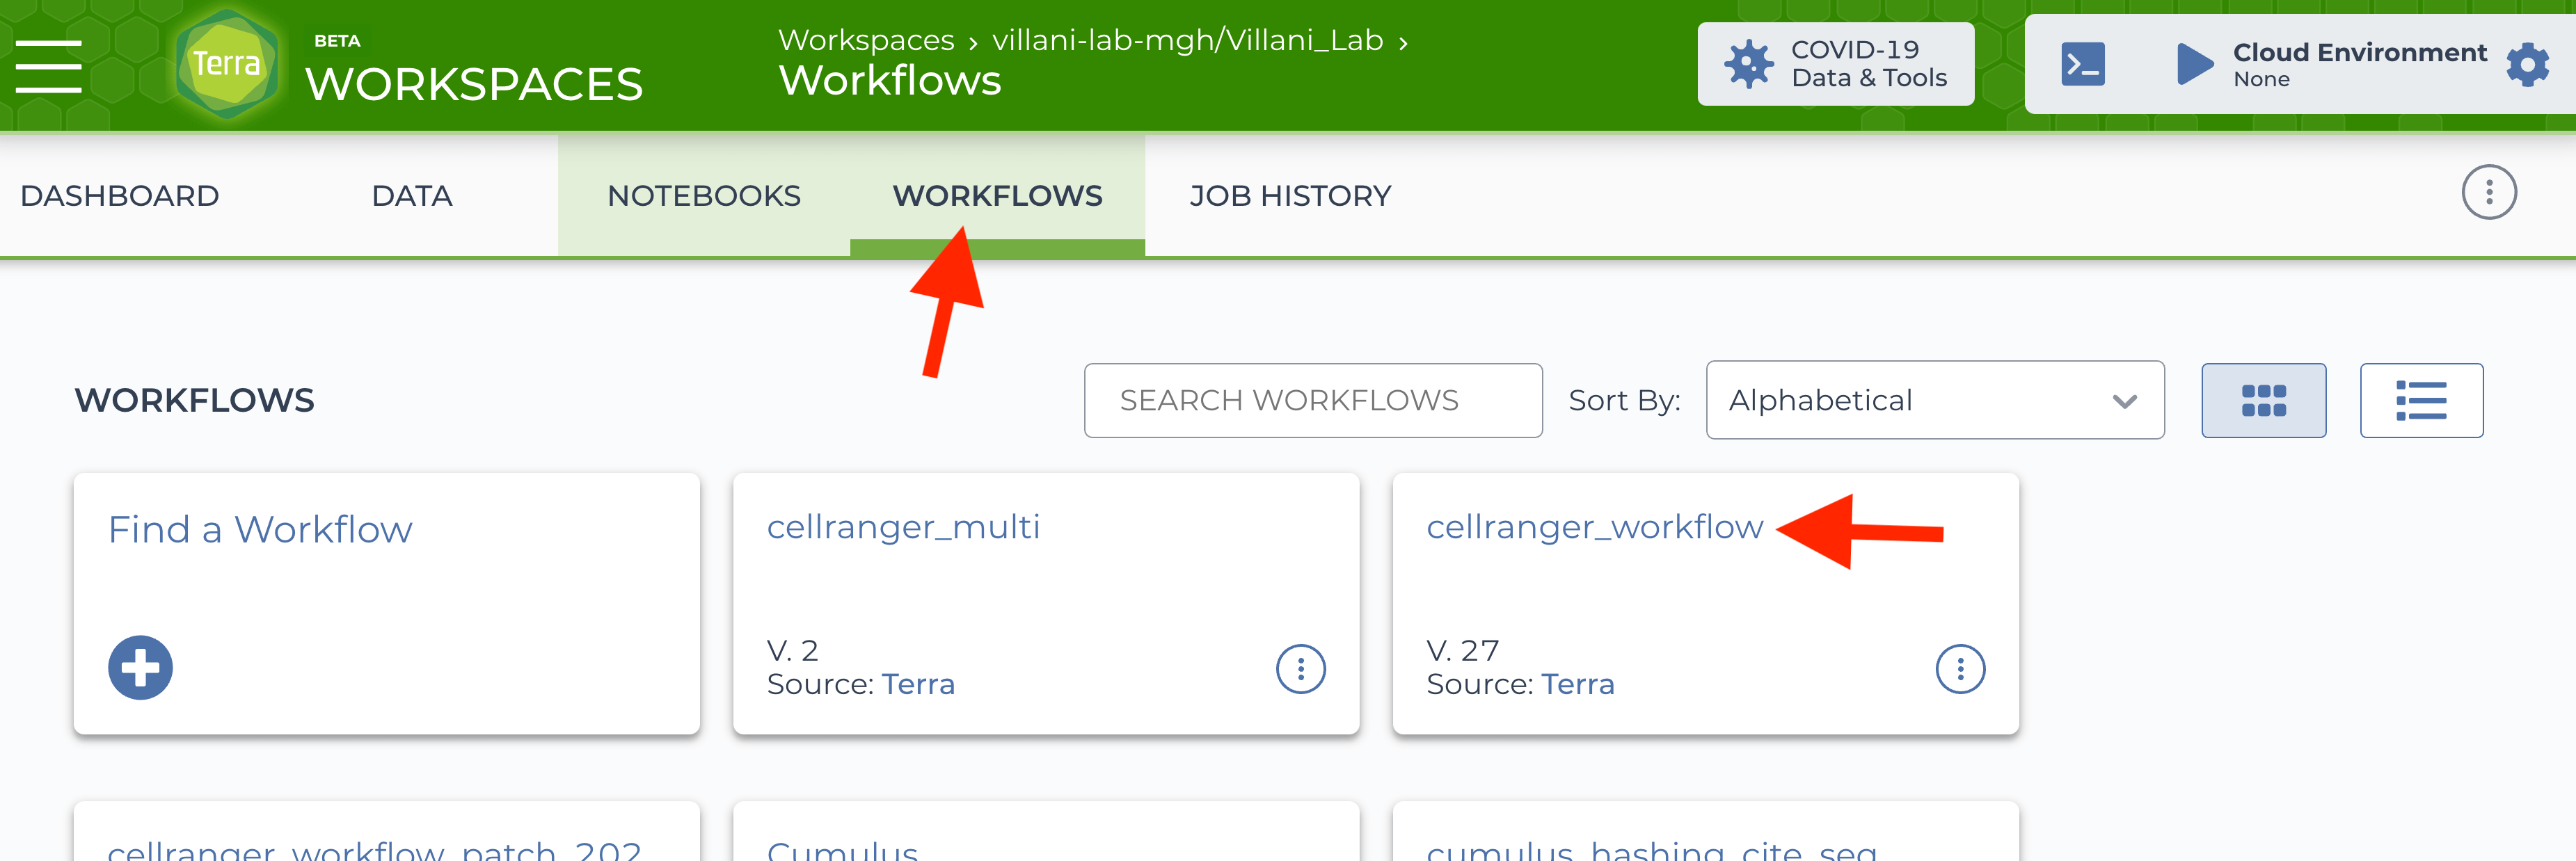 Terra
BETA
WORKSPACES
Workspaces › villani-lab-mgh/Villani_Lab ›
Workflows
COVID-19
Data & Tools
Cloud Environment
None
DASHBOARD
DATA
NOTEBOOKS
WORKFLOWS
JOB HISTORY
WORKFLOWS
SEARCH WORKFLOWS
Sort By:
Alphabetical
Find a Workflow
cellranger_multi
V. 2
Source: Terra
cellranger_workflow
V. 27
Source: Terra
cellranger_workflow_patch_202
Cumulus
cumulus_hashing_cite_seq